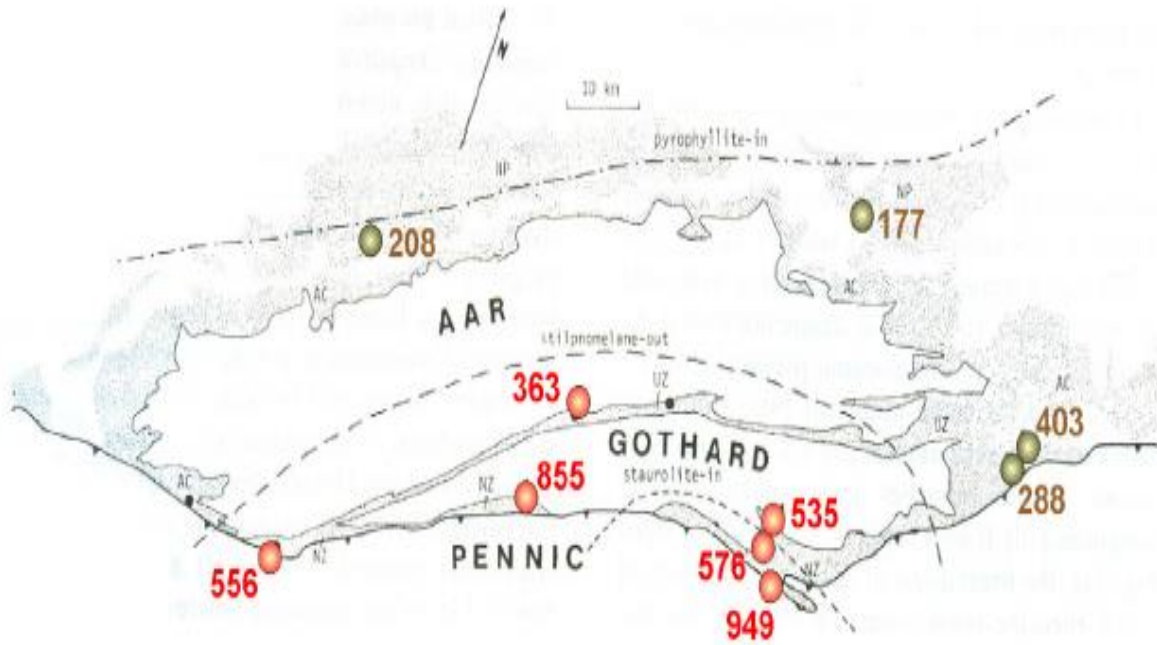 N
10 km
pyrophyllite-in
NP
NP
208
177
AC
AC
AAR
stilpnomelane-out
363
UZ
AC
UZ
GOTHARD
403
staurolite-in
288
855
NZ
535
AC
576
NZ
PENNIC
NZ
556
949